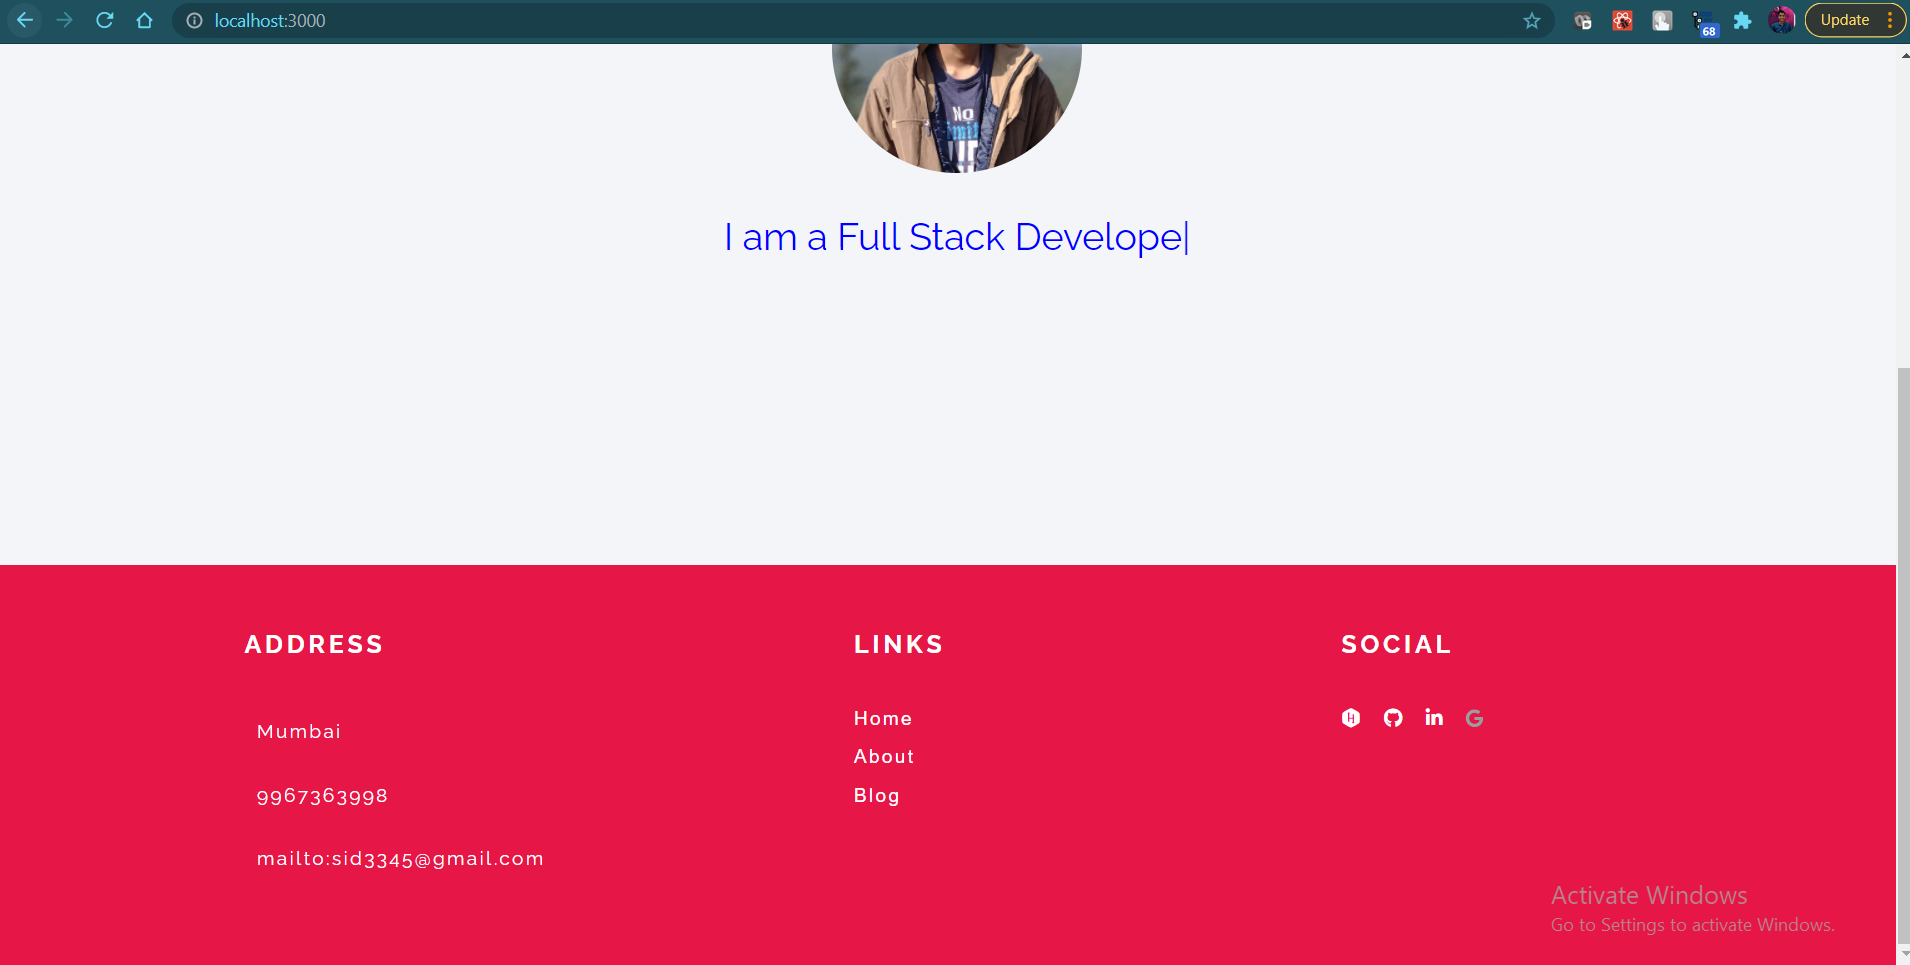 localhost:3000
68
Update
No
I am a Full Stack Develope
ADDRESS
LINKS
SOCIAL
Mumbai
9967363998
mailto:sid3345@gmail.com
Home
About
Blog
Activate Windows
Go to Settings to activate Windows.